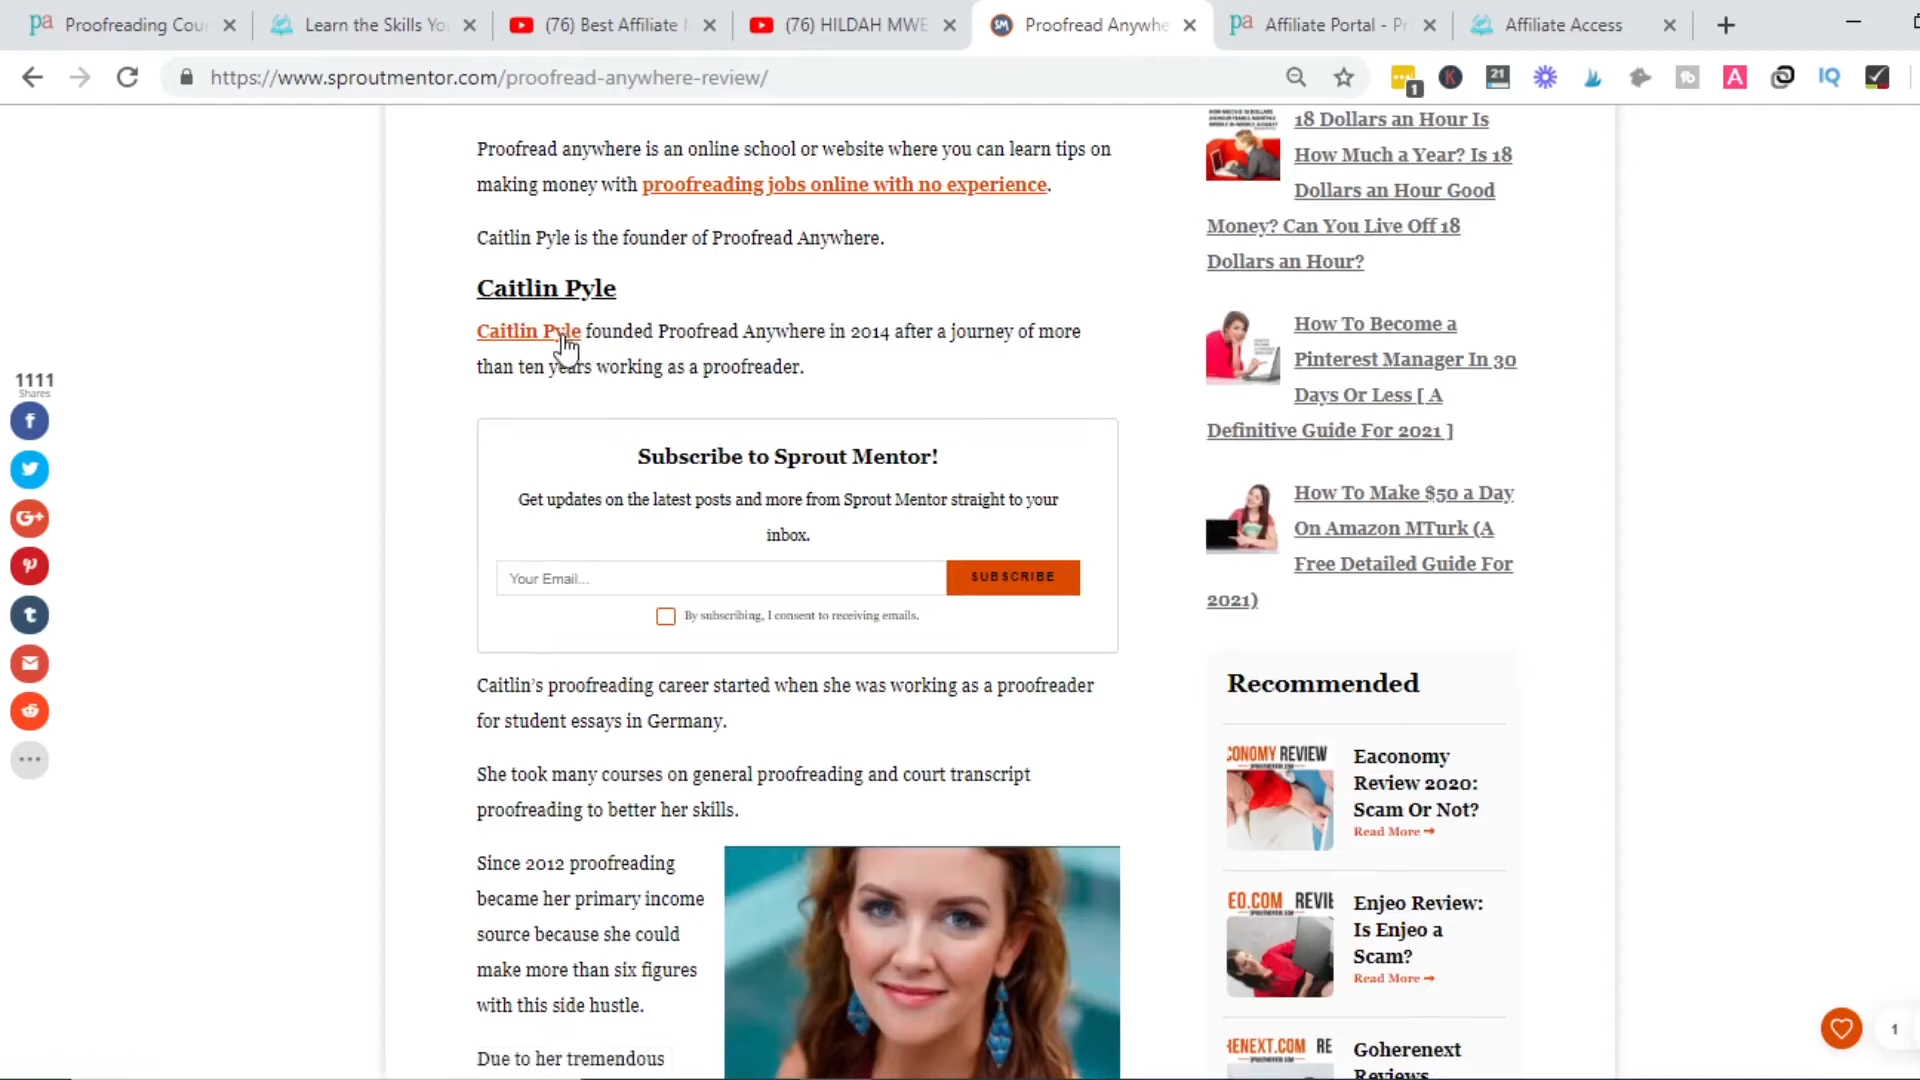 Proofreading Cou
Learn the Skills Yo
(76) Best Affiliate
(76) HILDAH MWE
Proofread Anywhe
Affiliate Portal - Pr
Affiliate Access
https://www.sproutmentor.com/proofread-anywhere-review/
Proofread anywhere is an online school or website where you can learn tips on
making money with proofreading jobs online with no experience.
Caitlin Pyle is the founder of Proofread Anywhere.
Caitlin Pyle
Caitlin Pyle founded Proofread Anywhere in 2014 after a journey of more
than ten years working as a proofreader.
1111
Shares
Subscribe to Sprout Mentor!
Get updates on the latest posts and more from Sprout Mentor straight to your
inbox.
Your Email...
SUBSCRIBE
By subscribing, I consent to receiving emails.
Caitlin’s proofreading career started when she was working as a proofreader
for student essays in Germany.
She took many courses on general proofreading and court transcript
proofreading to better her skills.
Since 2012 proofreading
became her primary income
source because she could
make more than six figures
with this side hustle.
Due to her tremendous
18 Dollars an Hour Is
How Much a Year? Is 18
Dollars an Hour Good
Money? Can You Live Off 18
Dollars an Hour?
How To Become a
Pinterest Manager In 30
Days Or Less [ A
Definitive Guide For 2021 ]
How To Make $50 a Day
On Amazon MTurk (A
Free Detailed Guide For
2021)
Recommended
CONOMY REVIEW
Eaconomy
Review 2020:
Scam Or Not?
Read More →
EO.COM REVIE
Enjeo Review:
Is Enjeo a
Scam?
Read More →
HENEXT.COM RE
Goherenext
Reviews
1